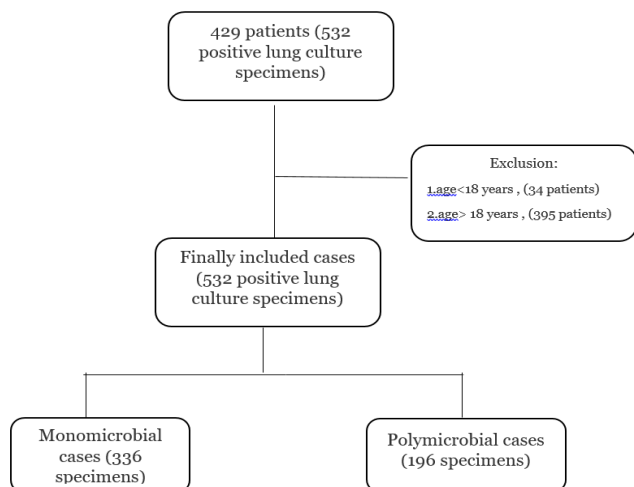 429 patients (532
positive lung culture
specimens)
Exclusion:
1.age<18 years , (34 patients)
2.age> 18 years , (395 patients)
Finally included cases
(532 positive lung
culture specimens)
Monomicrobial
cases (336
specimens)
Polymicrobial cases
(196 specimens)